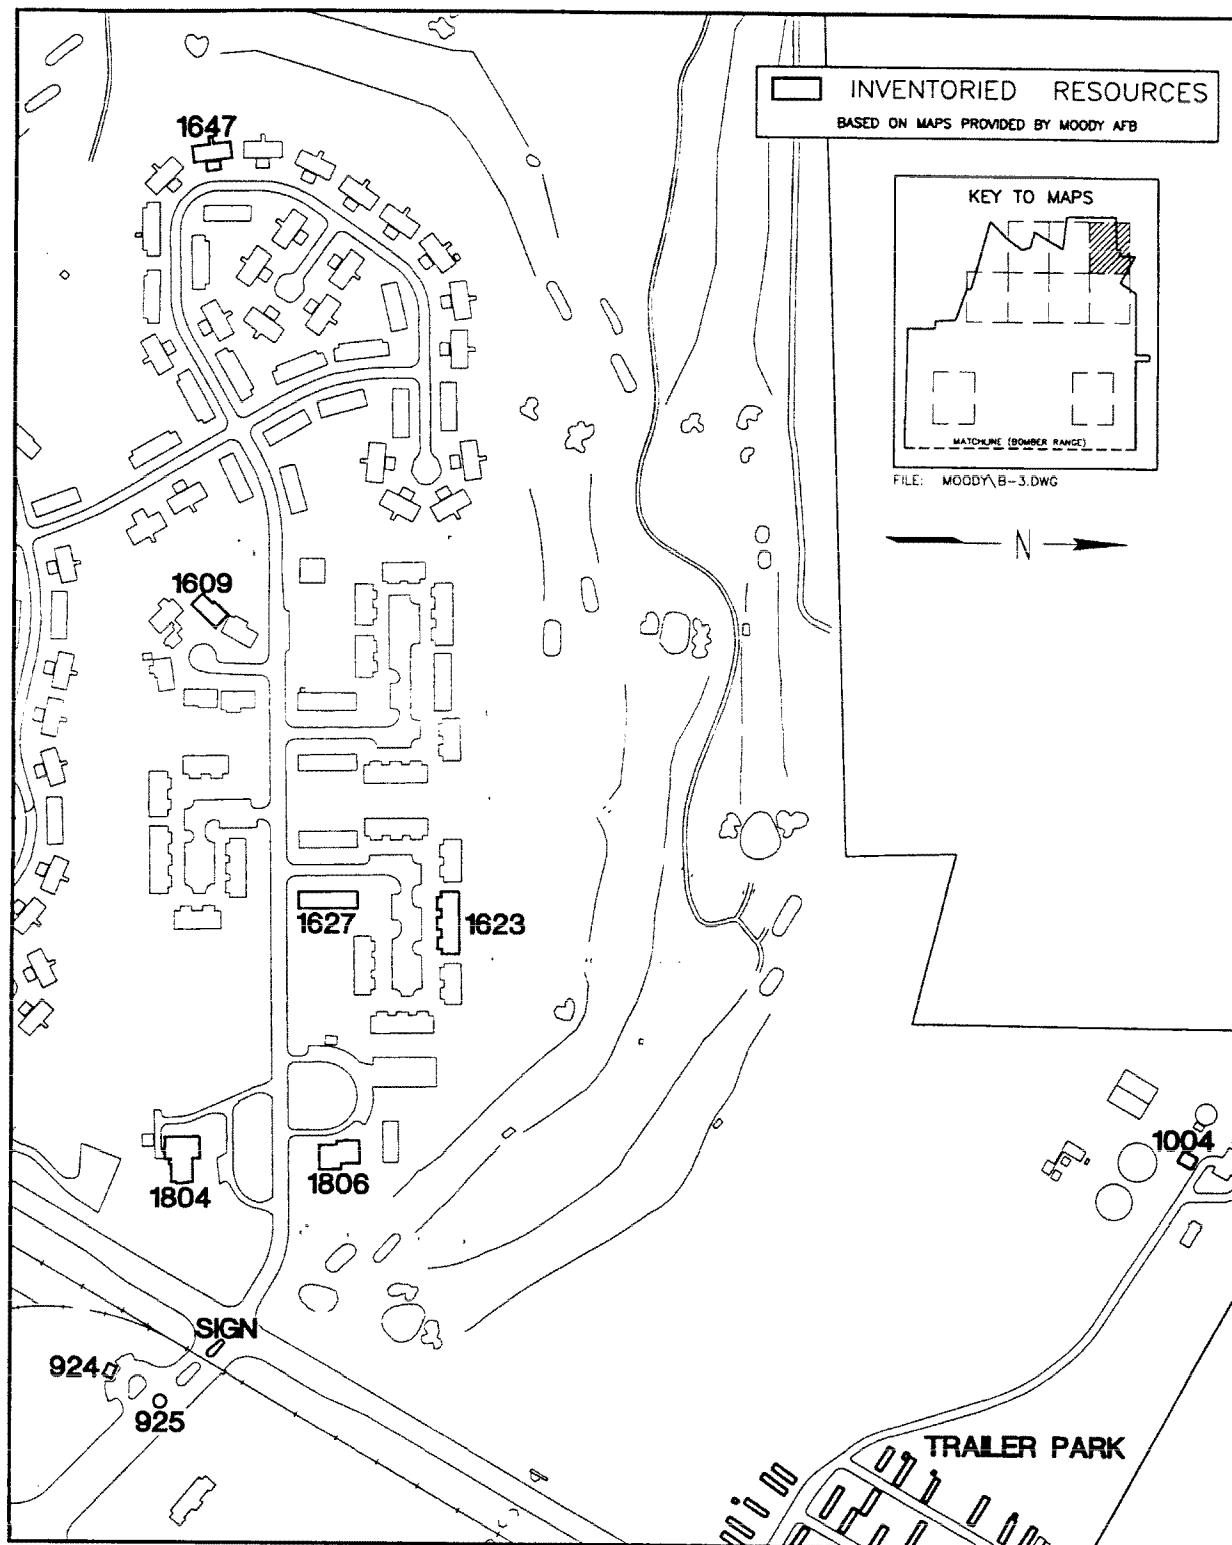 1647
INVENTORIED RESOURCES
BASED ON MAPS PROVIDED BY MOODY AFB
KEY TO MAPS
MATCHLINE (BOMBER RANGE)
FILE: MOODY\B-3.DWG
N
1609
1627
1623
1004
1804
1806
SIGN
924
925
TRAILER PARK